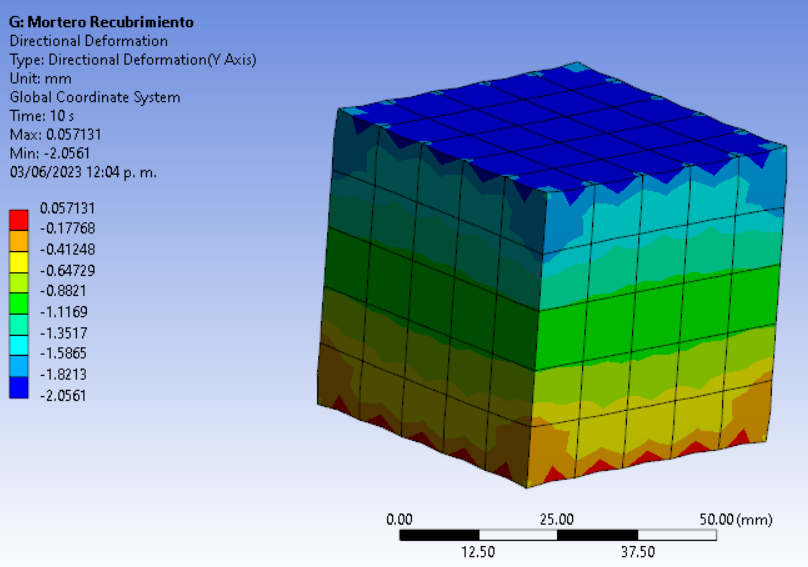 G: Mortero Recubrimiento
Directional Deformation
Type: Directional Deformation(Y Axis)
Unit: mm
Global Coordinate System
Time: 10 s
Max: 0.057131
Min: -2.0561
03/06/2023 12:04 p. m.
0.057131
-0.17768
-0.41248
-0.64729
-0.8821
-1.1169
-1.3517
-1.5865
-1.8213
-2.0561
0.00 25.00 50.00 (mm)
12.50 37.50